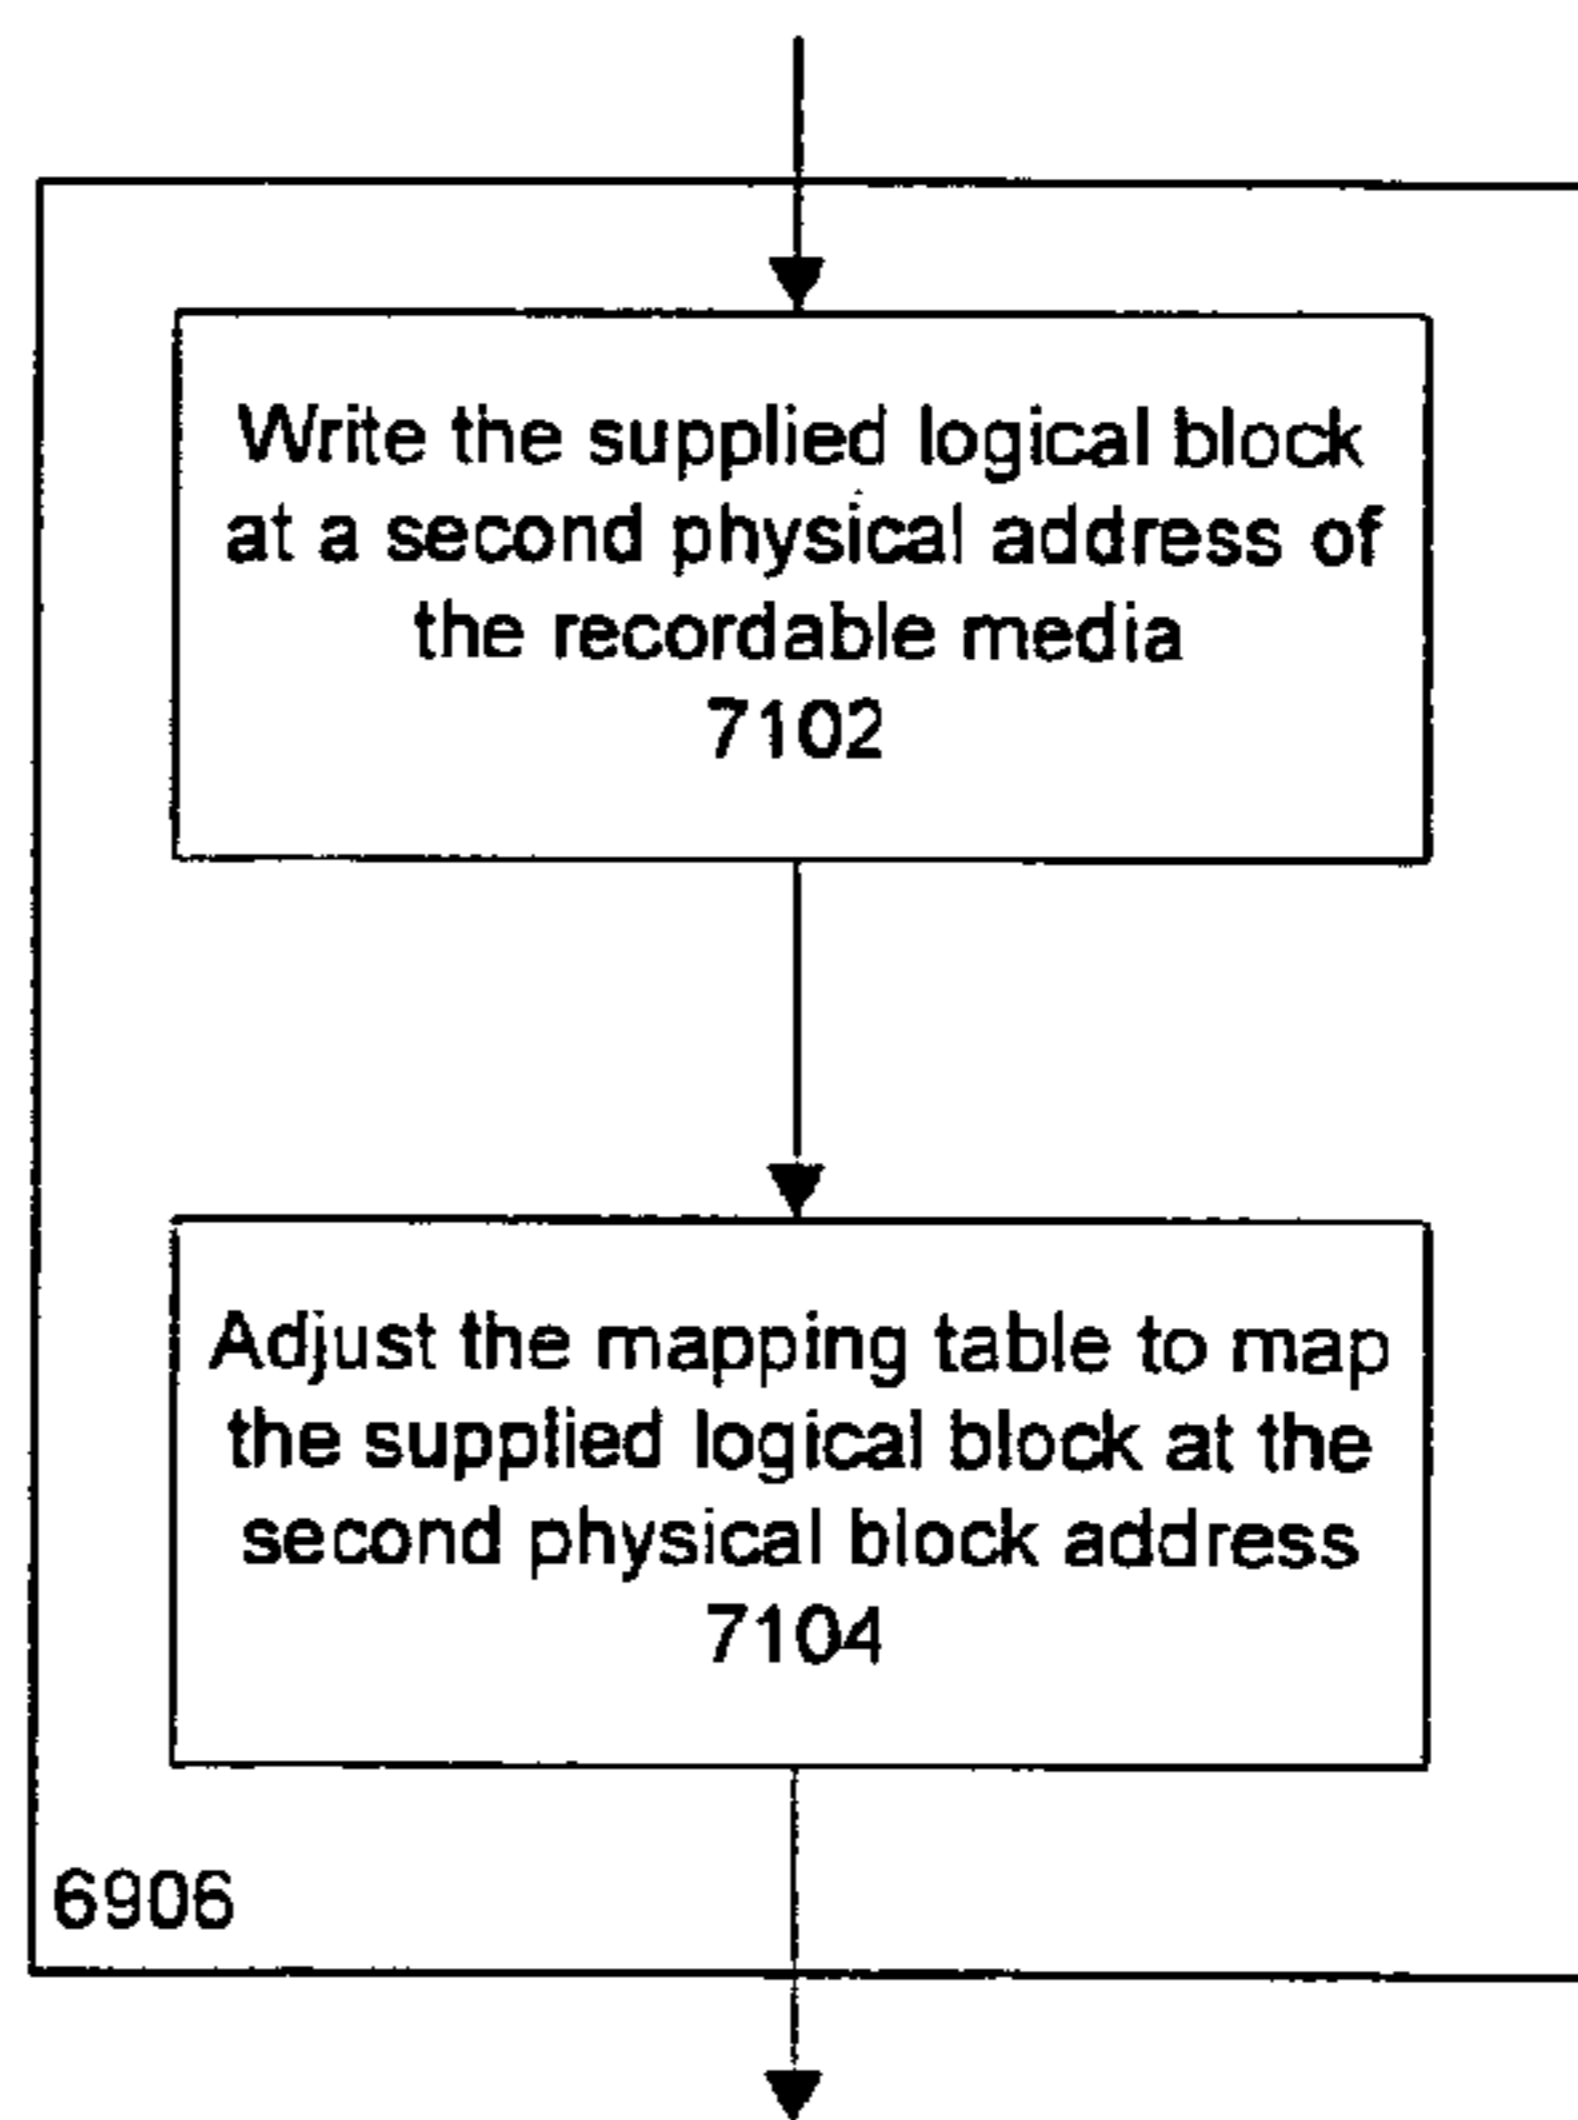 Write the supplied logical block
at a second physical address of
the recordable media
7102
Adjust the mapping table to map
the supplied logical block at the
second physical block address
7104
6906